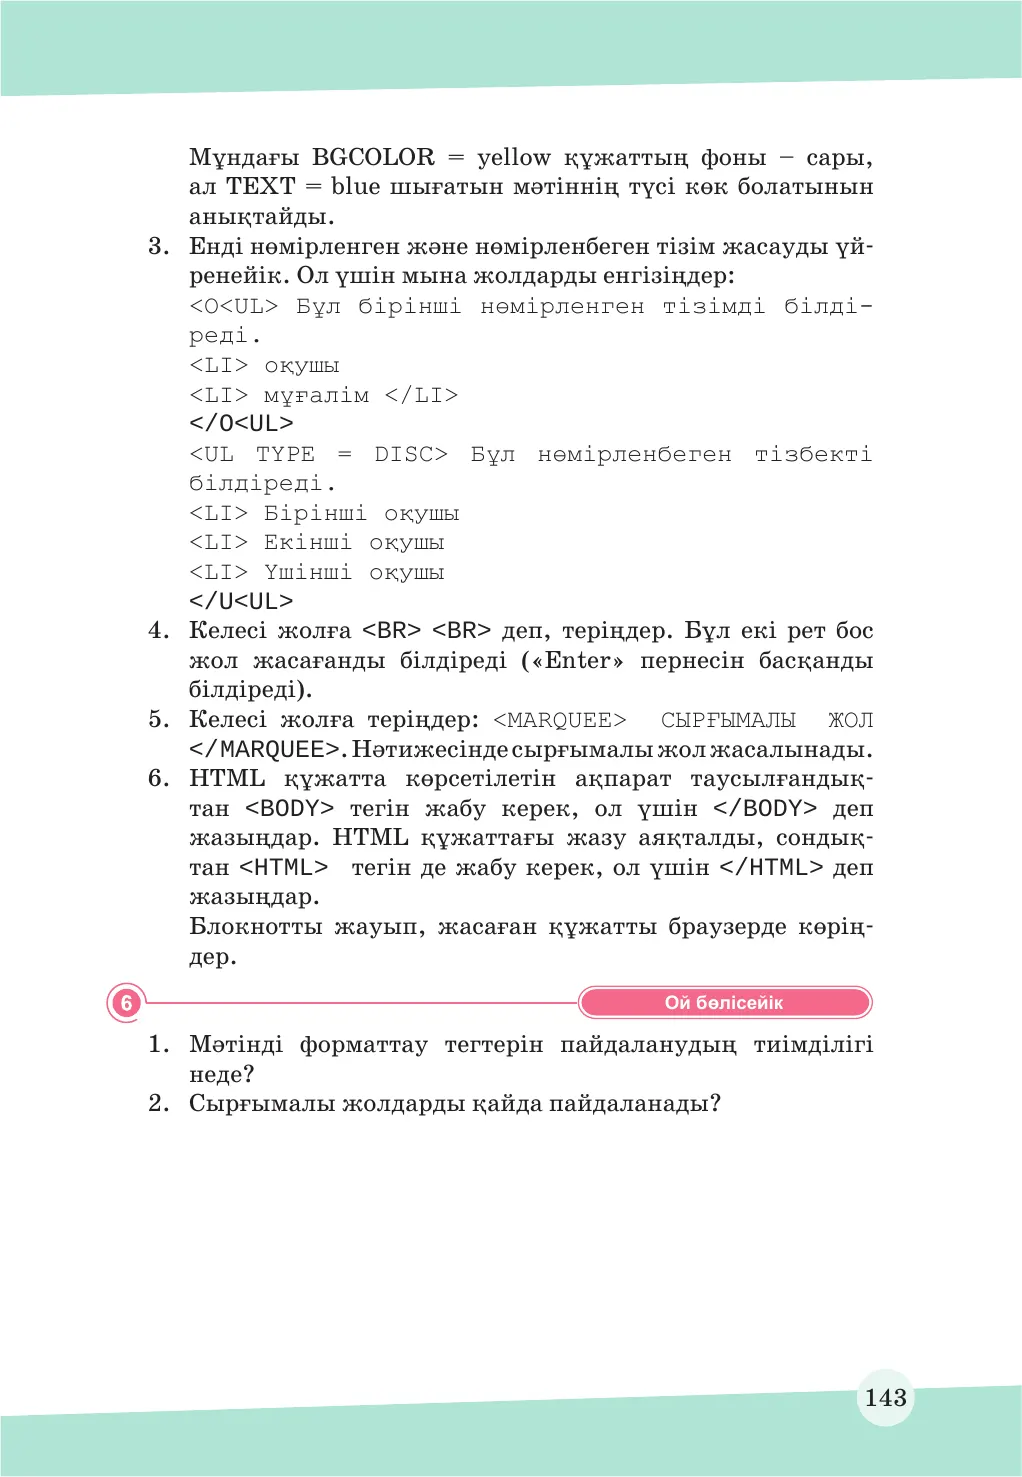 Мұндағы BGCOLOR = yellow құжаттың фоны – сары,
ал TEXT = blue шығатын мәтіннің түсі көк болатынын
анықтайды.
3. Енді нөмірленген және нөмірленбеген тізім жасауды үй-
ренейік. Ол үшін мына жолдарды енгізіңдер:
<O<UL> Бұл бірінші нөмірленген тізімді білді-
реді.
<LI> оқушы
<LI> мұғалім </LI>
</O<UL>
<UL TYPE = DISC> Бұл нөмірленбеген тізбекті
білдіреді.
<LI> Бірінші оқушы
<LI> Екінші оқушы
<LI> Үшінші оқушы
</U<UL>
4. Келесі жолға <BR> <BR> деп, теріңдер. Бұл екі рет бос
жол жасағанды білдіреді («Enter» пернесін басқанды
білдіреді).
5. Келесі жолға теріңдер: <MARQUEE> СЫРҒЫМАЛЫ ЖОЛ
</MARQUEE>. Нәтижесінде сырғымалы жол жасалынады.
6. HTML құжатта көрсетілетін ақпарат таусылғандық-
тан <BODY> тегін жабу керек, ол үшін </BODY> деп
жазыңдар. HTML құжаттағы жазу аяқталды, сондық-
тан <HTML> тегін де жабу керек, ол үшін </HTML> деп
жазыңдар.
Блокнотты жауып, жасаған құжатты браузерде көрің-
дер.
6 Ой бөлісейік
1. Мәтінді форматтау тегтерін пайдаланудың тиімділігі
неде?
2. Сырғымалы жолдарды қайда пайдаланады?
143